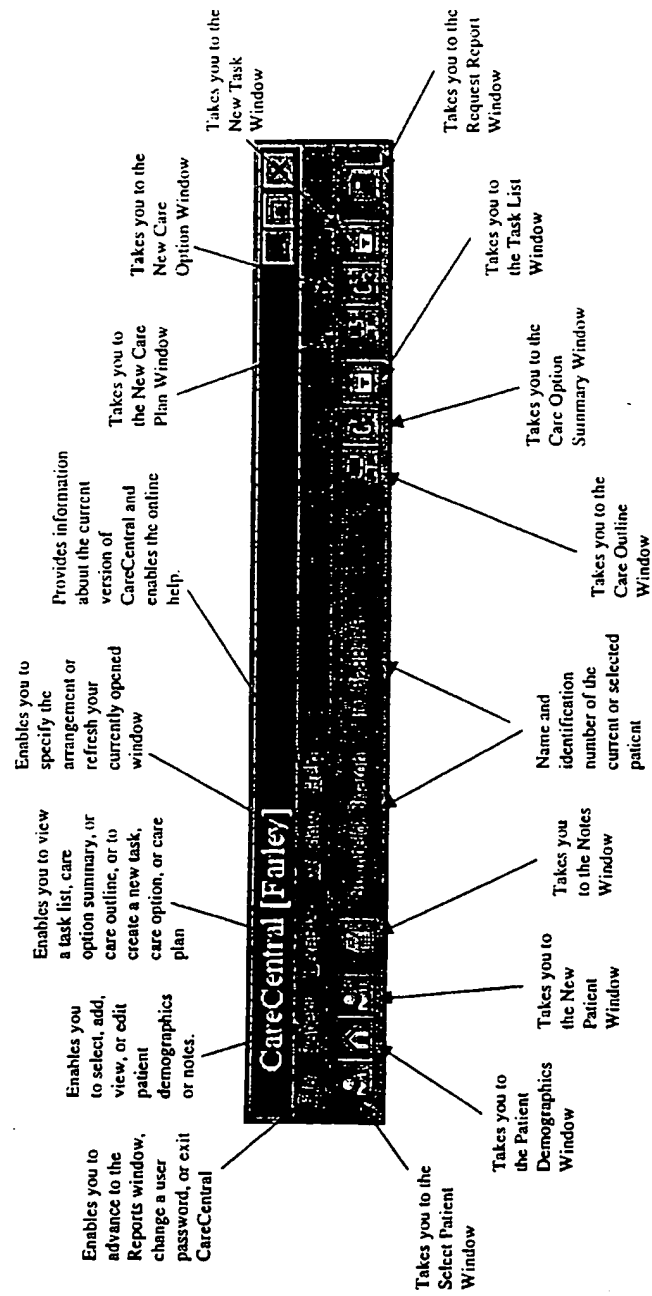 Enables you to
advance to the
Reports window,
change a user
password, or exit
CareCentral
Enables you
to select, add,
view, or edit
patient
demographics
or notes.
Enables you to view
a task list, care
option summary, or
care outline, or to
create a new task,
care option, or care
plan
Enables you to
specify the
arrangement or
refresh your
currently opened
window
Provides information
about the current
version of
CareCentral and
enables the online
help.
Takes you to
the New Care
Plan Window
Takes you to the
New Care
Option Window
Takes you to the
New Task
Window
CareCentral [Farley]
Takes you to the
Select Patient
Window
Takes you to
the Patient
Demographics
Window
Takes you to
the New
Patient
Window
Takes you
to the Notes
Window
Name and
identification
number of the
current or selected
patient
Takes you to the
Care Outline
Window
Takes you to the
Care Option
Summary Window
Takes you to
the Task List
Window
Takes you to the
Request Report
Window